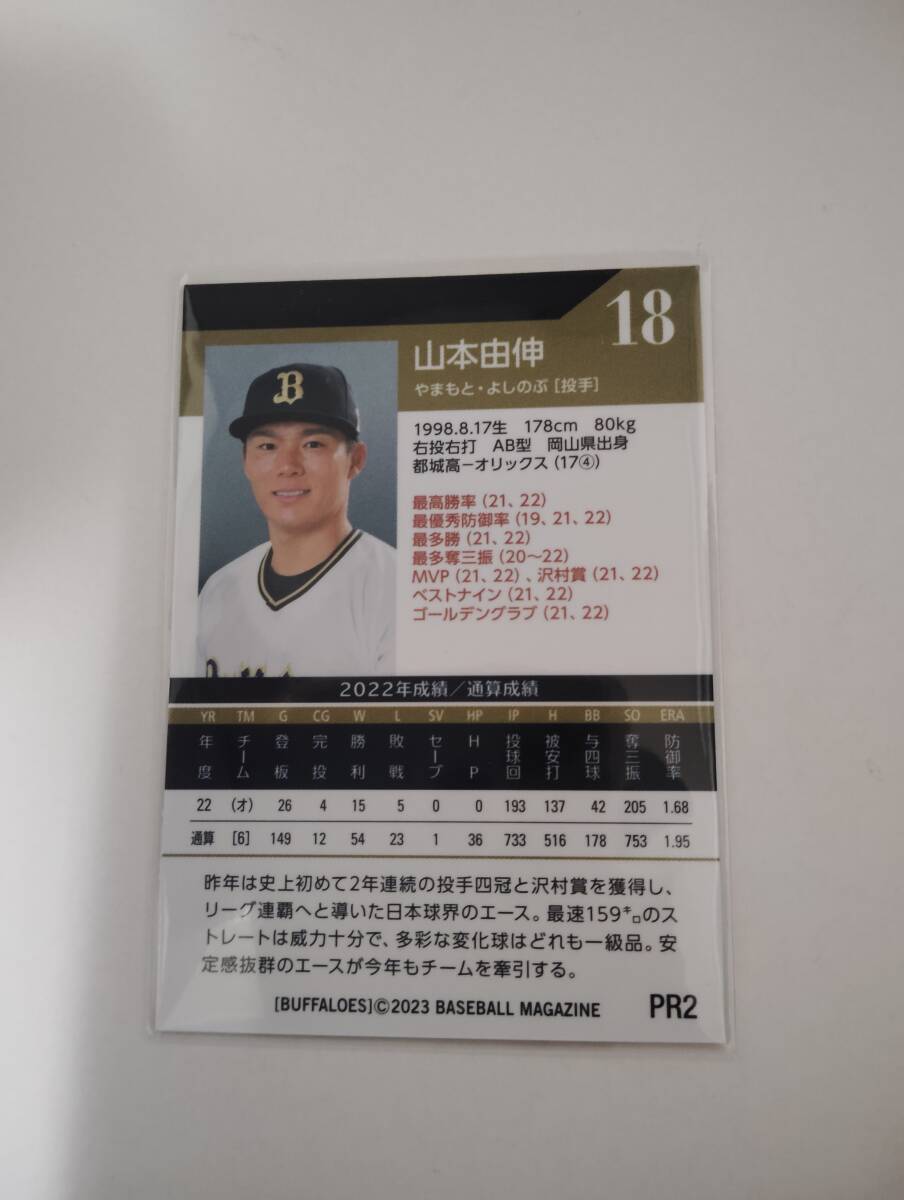 18
山本由伸
やまもと・よしのぶ [投手]
B
1998.8.17生 178cm 80kg
右投右打 AB型 岡山県出身
都城高－オリックス (17④)
最高勝率 (21、22)
最優秀防御率 (19、21、22)
最多勝 (21、22)
最多奪三振 (20～22)
MVP (21、22) 、沢村賞 (21、22)
ベストナイン (21、22)
ゴールデングラブ (21、22)
2022年成績／通算成績
YR TM G CG W L SV HP IP H BB SO ERA
年度 チーム 登板 完投 勝利 敗戦 セーブ HP 投球回 被安打 与四球 奪三振 防御率
22 (オ) 26 4 15 5 0 0 193 137 42 205 1.68
通算 [6] 149 12 54 23 1 36 733 516 178 753 1.95
昨年は史上初めて2年連続の投手四冠と沢村賞を獲得し、
リーグ連覇へと導いた日本球界のエース。最速159㌔のス
トレートは威力十分で、多彩な変化球はどれも一級品。安
定感抜群のエースが今年もチームを牽引する。
[BUFFALOES]©2023 BASEBALL MAGAZINE PR2